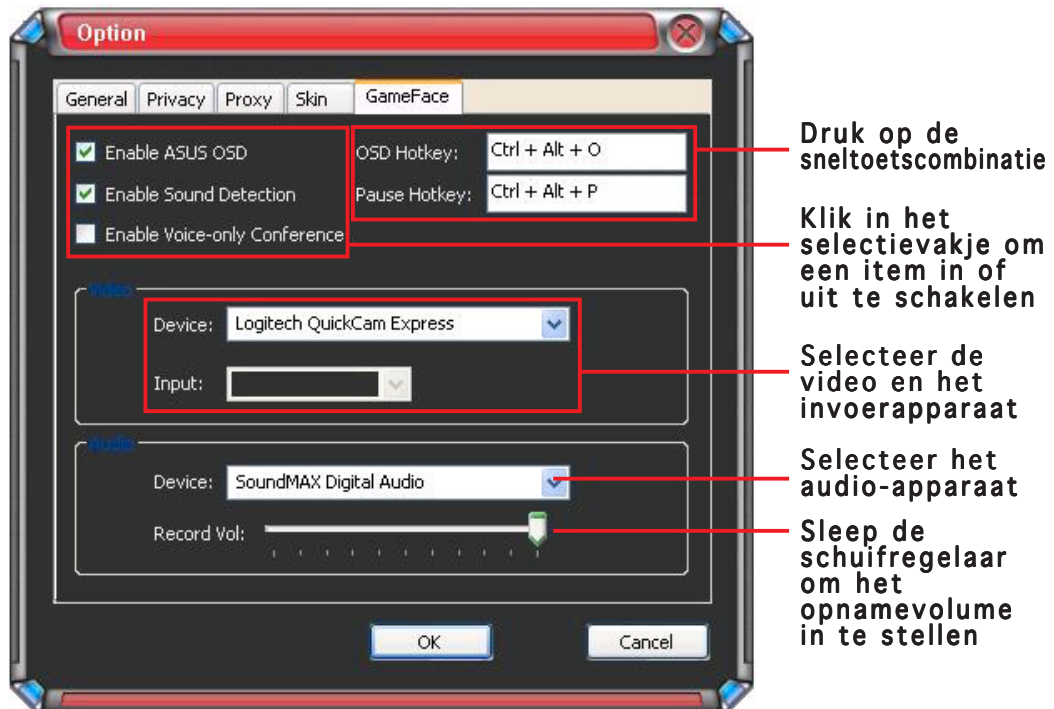 Option
General Privacy Proxy Skin GameFace
Enable ASUS OSD
Enable Sound Detection
Enable Voice-only Conference
OSD Hotkey: Ctrl + Alt + O
Pause Hotkey: Ctrl + Alt + P
Video
Device: Logitech QuickCam Express
Input:
Audio
Device: SoundMAX Digital Audio
Record Vol:
OK Cancel
Druk op de
sneltoetscombinatie
Klik in het
selectievakje om
een item in of
uit te schakelen
Selecteer de
video en het
invoerapparaat
Selecteer het
audio-apparaat
Sleep de
schuifregelaar
om het
opnamevolume
in te stellen